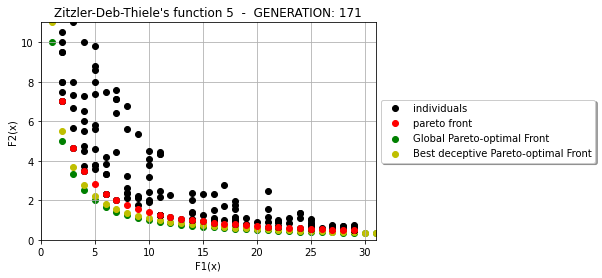 Zitzler-Deb-Thiele's function 5  -  GENERATION: 171
10
8
6
4
2
0
F2(x)
0 5 10 15 20 25 30
F1(x)
individuals
pareto front
Global Pareto-optimal Front
Best deceptive Pareto-optimal Front